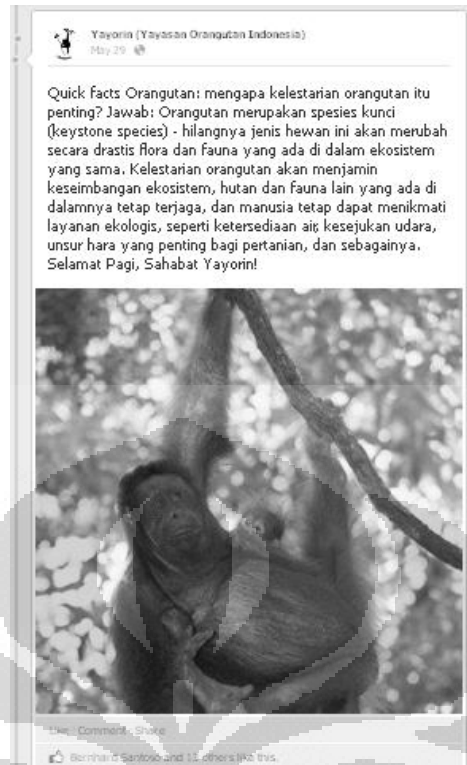 Yayorin (Yayasan Orangutan Indonesia)
May 29
Quick facts Orangutan: mengapa kelestarian orangutan itu
penting? Jawab: Orangutan merupakan spesies kunci
(keystone species) - hilangnya jenis hewan ini akan merubah
secara drastis flora dan fauna yang ada di dalam ekosistem
yang sama. Kelestarian orangutan akan menjamin
keseimbangan ekosistem, hutan dan fauna lain yang ada di
dalamnya tetap terjaga, dan manusia tetap dapat menikmati
layanan ekologis, seperti ketersediaan air, kesejukan udara,
unsur hara yang penting bagi pertanian, dan sebagainya.
Selamat Pagi, Sahabat Yayorin!
Like · Comment · Share
Bernhard Santoso and 11 others like this.